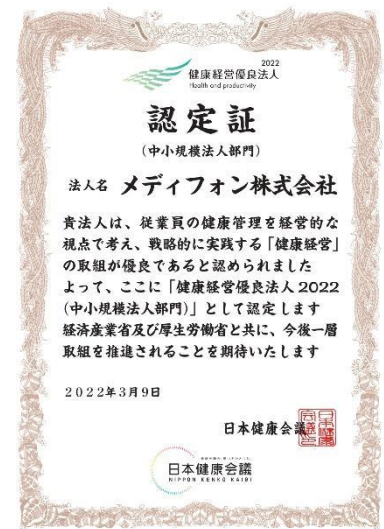 2022
健康経営優良法人
Health and productivity
認定証
(中小規模法人部門)
法人名 メディフォン株式会社
貴法人は、従業員の健康管理を経営的な
視点で考え、戦略的に実践する「健康経営」
の取組が優良であると認められました
よって、ここに「健康経営優良法人2022
(中小規模法人部門)」として認定します
経済産業省及び厚生労働省と共に、今後一層
取組を推進されることを期待いたします
2022年3月9日
日本健康会議
日本健康会議
NIPPON KENKO KAIGI